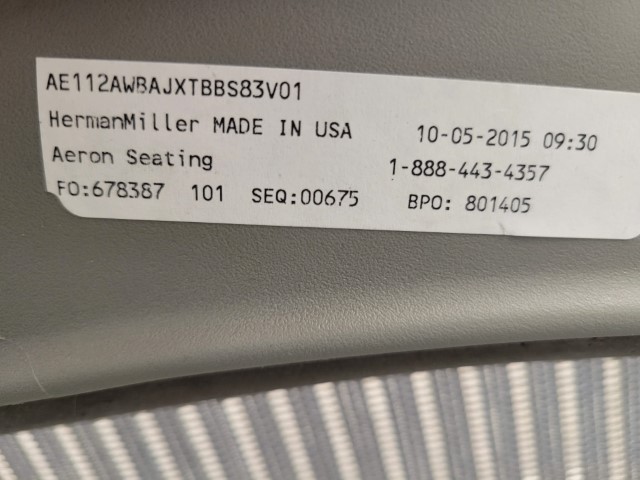 AE112AWBAJXTBBS83V01
HermanMiller MADE IN USA 10-05-2015 09:30
Aeron Seating 1-888-443-4357
FO:678387 101 SEQ:00675 BPO: 801405